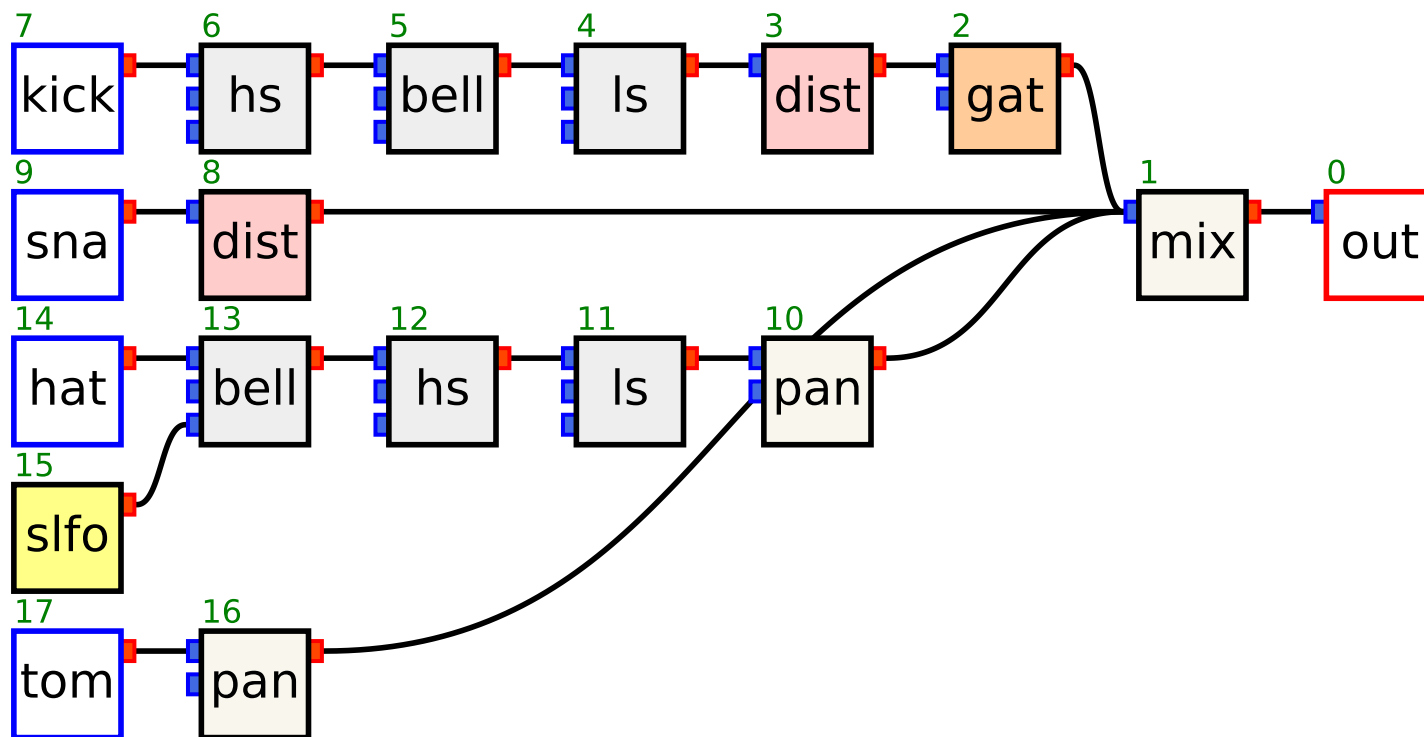 7 6 5 4 3 2
kick hs bell ls dist gat
9 8 1 0
sna dist mix out
14 13 12 11 10
hat bell hs ls pan
15
slfo
17 16
tom pan